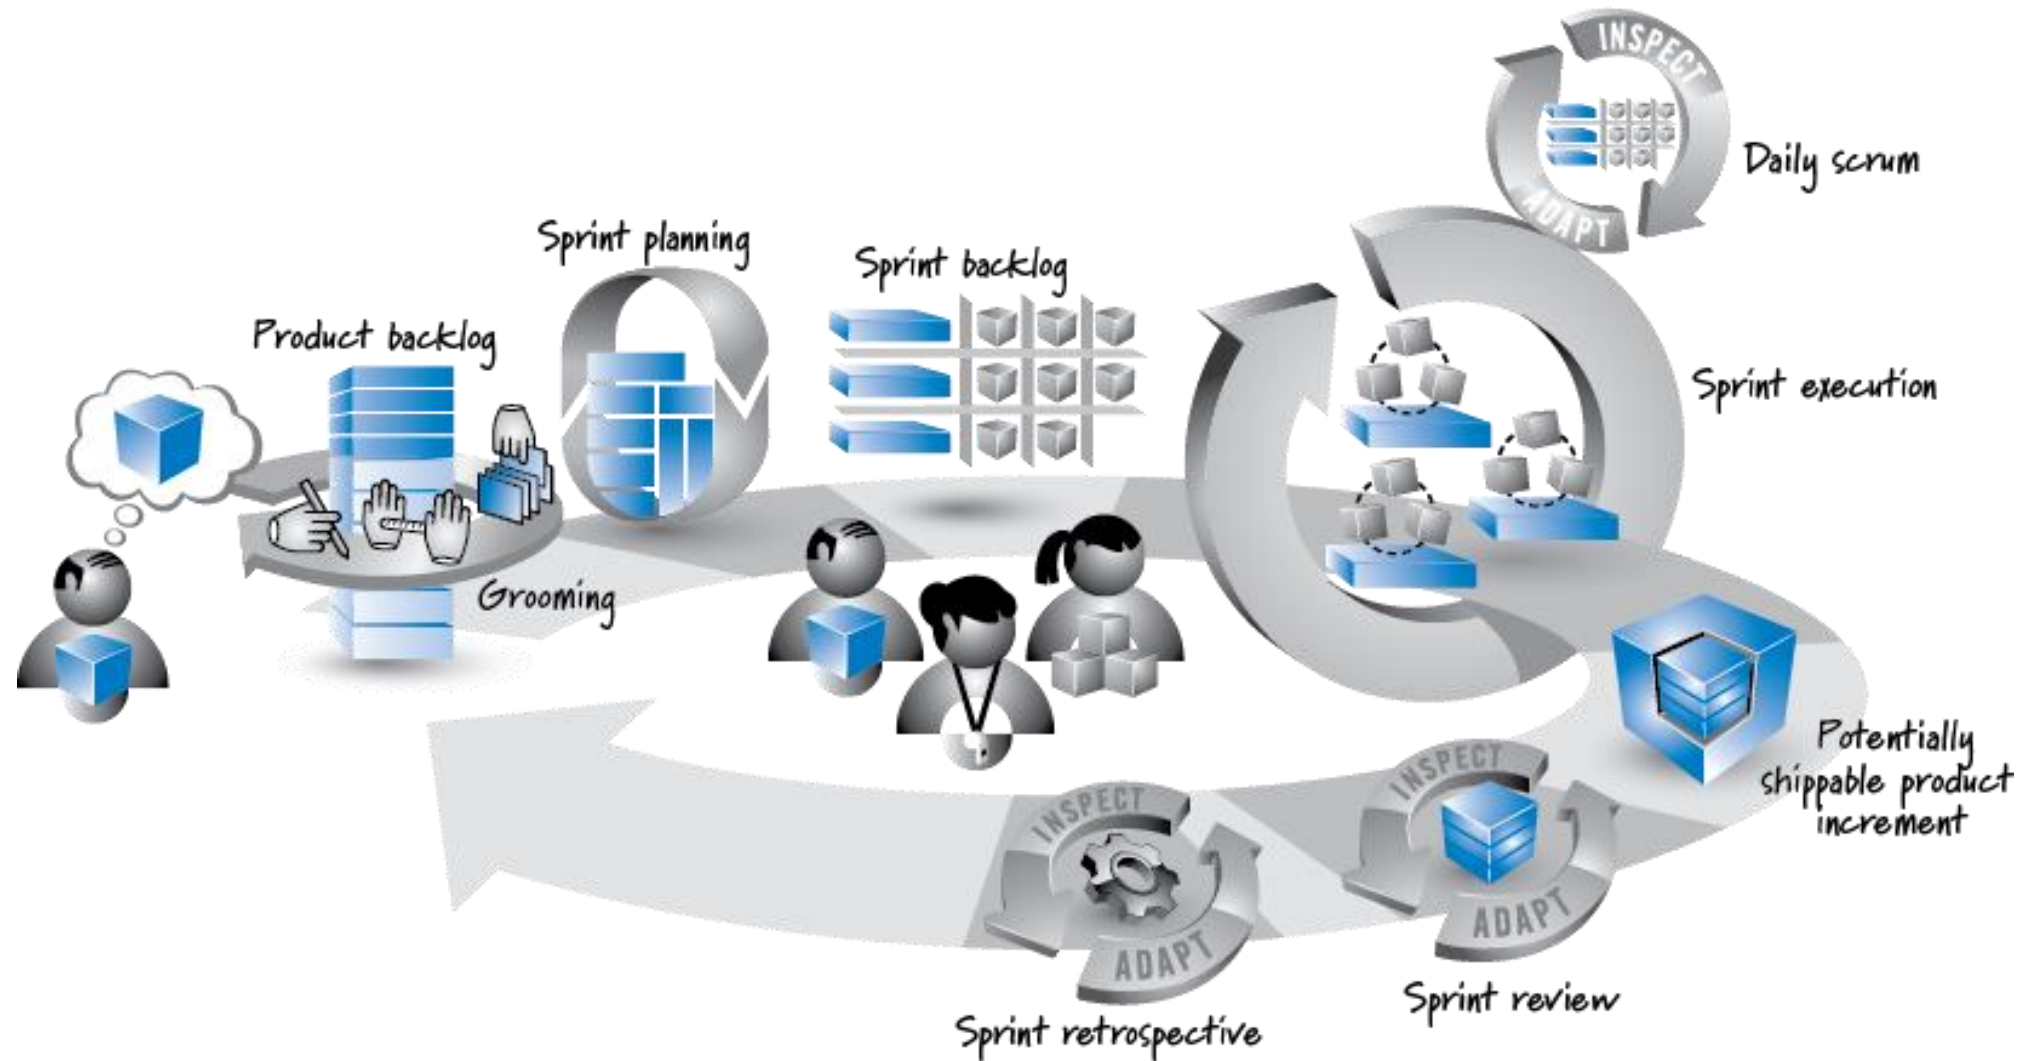 INSPECT
ADAPT
Daily scrum
Sprint planning
Sprint backlog
Product backlog
Sprint execution
Grooming
Potentially
shippable product
increment
INSPECT
ADAPT
Sprint review
INSPECT
ADAPT
Sprint retrospective